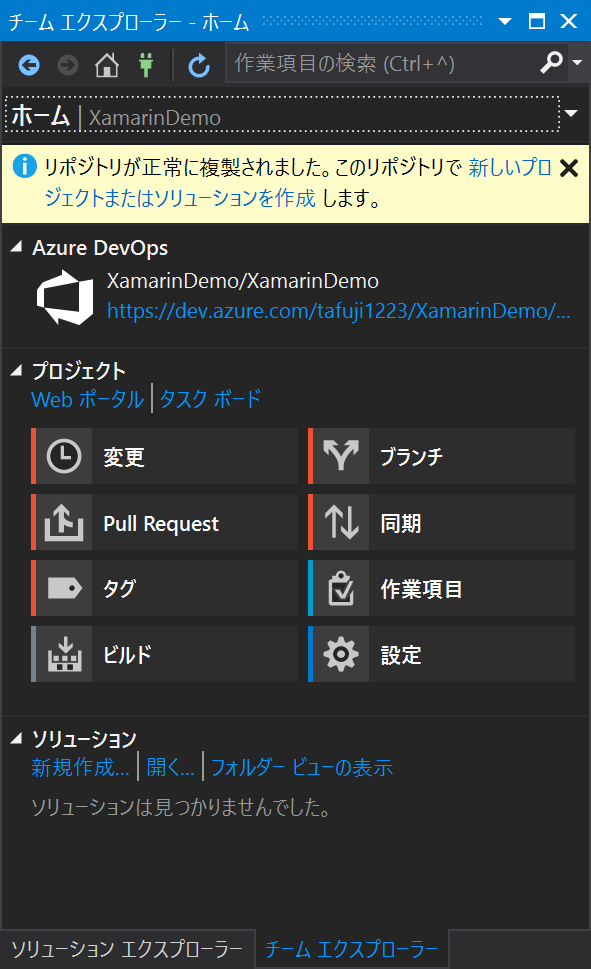 チーム エクスプローラー - ホーム
作業項目の検索 (Ctrl+^)
ホーム | XamarinDemo
リポジトリが正常に複製されました。このリポジトリで 新しいプロ
ジェクトまたはソリューションを作成 します。
Azure DevOps
XamarinDemo/XamarinDemo
https://dev.azure.com/tafuji1223/XamarinDemo/...
プロジェクト
Web ポータル | タスク ボード
変更 ブランチ
Pull Request 同期
タグ 作業項目
ビルド 設定
ソリューション
新規作成... | 開く... | フォルダー ビューの表示
ソリューションは見つかりませんでした。
ソリューション エクスプローラー チーム エクスプローラー